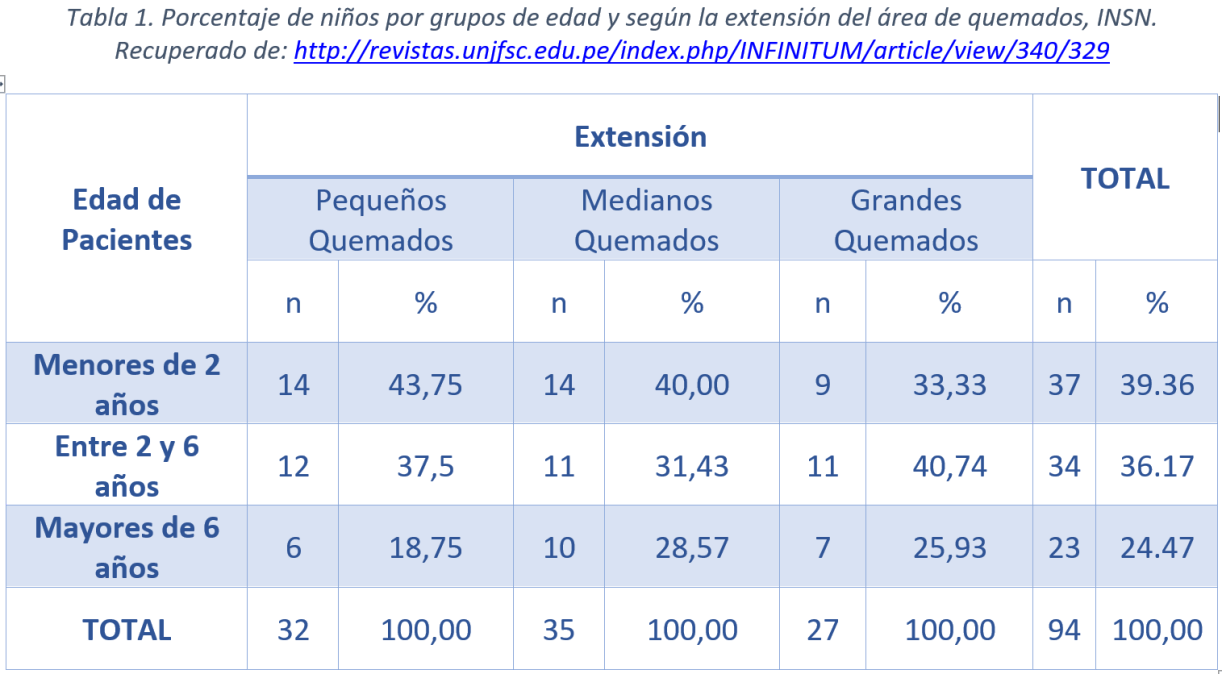 Tabla 1. Porcentaje de niños por grupos de edad y según la extensión del área de quemados, INSN.
Recuperado de: http://revistas.unjfsc.edu.pe/index.php/INFINITUM/article/view/340/329
Edad de
Pacientes
Extensión
TOTAL
Pequeños
Quemados
Medianos
Quemados
Grandes
Quemados
n % n % n % n %
Menores de 2
años
14 43,75 14 40,00 9 33,33 37 39.36
Entre 2 y 6
años
12 37,5 11 31,43 11 40,74 34 36.17
Mayores de 6
años
6 18,75 10 28,57 7 25,93 23 24.47
TOTAL 32 100,00 35 100,00 27 100,00 94 100,00